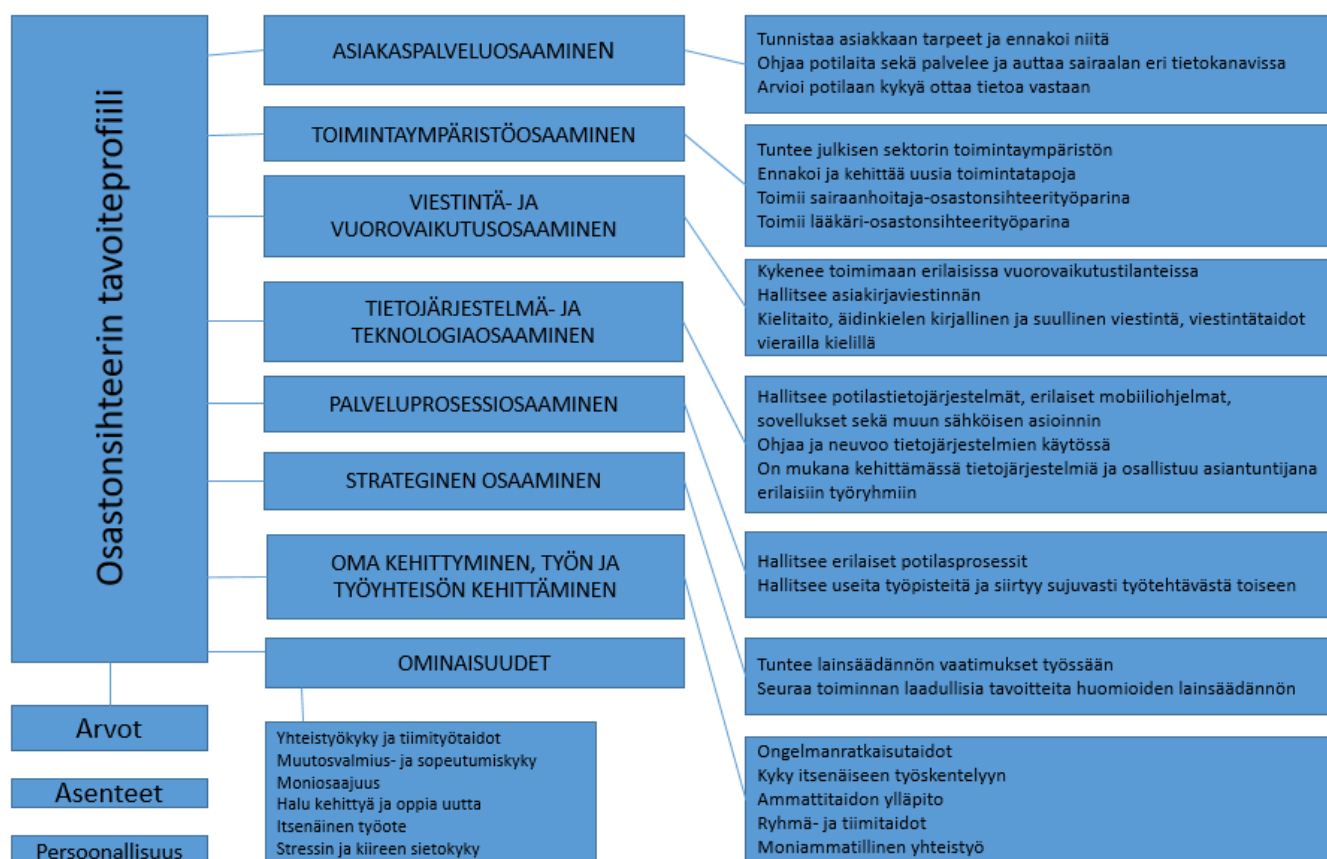 Osastonsihteerin tavoiteprofiili
ASIAKASPALVELUOSAAMINEN
Tunnistaa asiakkaan tarpeet ja ennakoi niitä
Ohjaa potilaita sekä palvelee ja auttaa sairaalan eri tietokanavissa
Arvioi potilaan kykyä ottaa tietoa vastaan
TOIMINTAYMPÄRISTÖOSAAMINEN
Tuntee julkisen sektorin toimintaympäristön
Ennakoi ja kehittää uusia toimintatapoja
Toimii sairaanhoitaja-osastonsihteerityöparina
Toimii lääkäri-osastonsihteerityöparina
VIESTINTÄ- JA
VUOROVAIKUTUSOSAAMINEN
Kykenee toimimaan erilaisissa vuorovaikutustilanteissa
Hallitsee asiakirjaviestinnän
Kielitaito, äidinkielen kirjallinen ja suullinen viestintä, viestintätaidot
vierailla kielillä
TIETOJÄRJESTELMÄ- JA
TEKNOLOGIAOSAAMINEN
Hallitsee potilastietojärjestelmät, erilaiset mobiiliohjelmat,
sovellukset sekä muun sähköisen asioinnin
Ohjaa ja neuvoo tietojärjestelmien käytössä
On mukana kehittämässä tietojärjestelmiä ja osallistuu asiantuntijana
erilaisiin työryhmiin
PALVELUPROSESSIOSAAMINEN
Hallitsee erilaiset potilasprosessit
Hallitsee useita työpisteitä ja siirtyy sujuvasti työtehtävästä toiseen
STRATEGINEN OSAAMINEN
Tuntee lainsäädännön vaatimukset työssään
Seuraa toiminnan laadullisia tavoitteita huomioiden lainsäädännön
OMA KEHITTYMINEN, TYÖN JA
TYÖYHTEISÖN KEHITTÄMINEN
Ongelmanratkaisutaidot
Kyky itsenäiseen työskentelyyn
Ammattitaidon ylläpito
Ryhmä- ja tiimitaidot
Moniammatillinen yhteistyö
OMINAISUUDET
Yhteistyökyky ja tiimityötaidot
Muutosvalmius- ja sopeutumiskyky
Moniosaajuus
Halu kehittyä ja oppia uutta
Itsenäinen työote
Stressin ja kiireen sietokyky
Arvot
Asenteet
Persoonallisuus